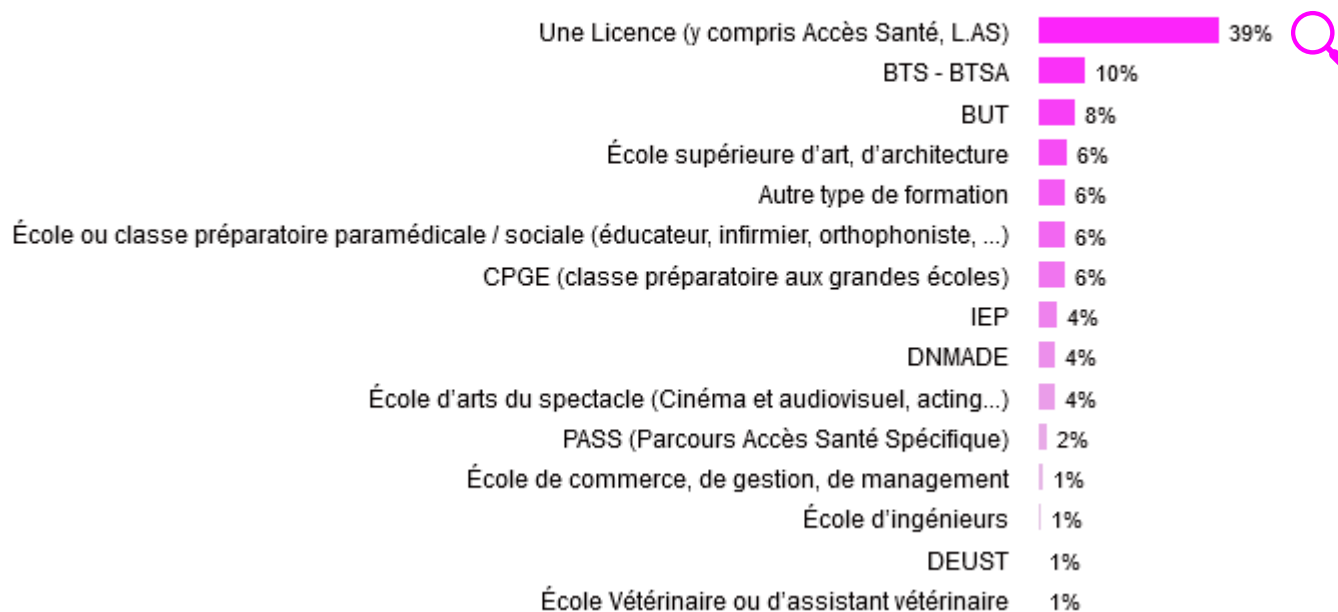 Une Licence (y compris Accès Santé, L.AS) 39%
BTS - BTSA 10%
BUT 8%
École supérieure d’art, d’architecture 6%
Autre type de formation 6%
École ou classe préparatoire paramédicale / sociale (éducateur, infirmier, orthophoniste, ...) 6%
CPGE (classe préparatoire aux grandes écoles) 6%
IEP 4%
DNMADE 4%
École d’arts du spectacle (Cinéma et audiovisuel, acting...) 4%
PASS (Parcours Accès Santé Spécifique) 2%
École de commerce, de gestion, de management 1%
École d’ingénieurs 1%
DEUST 1%
École Vétérinaire ou d’assistant vétérinaire 1%